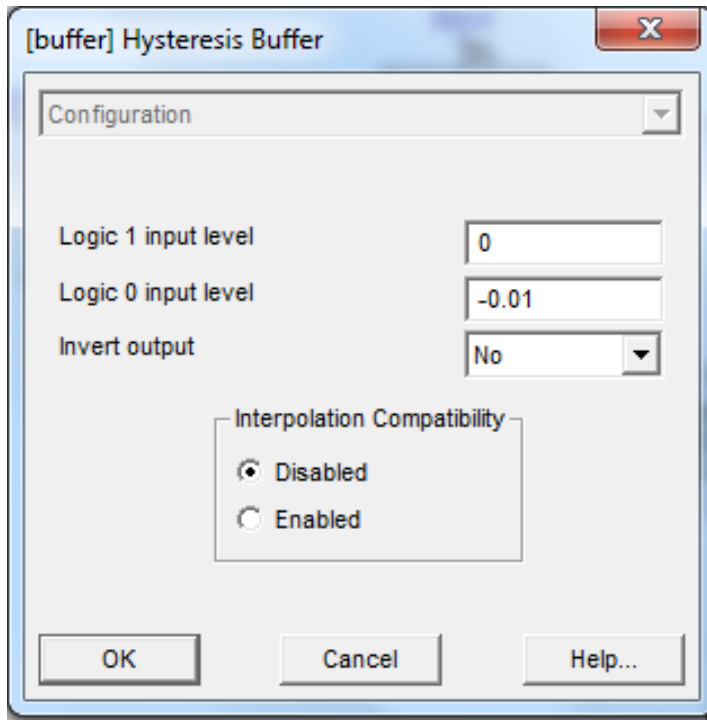 [buffer] Hysteresis Buffer
Configuration
Logic 1 input level 0
Logic 0 input level -0.01
Invert output No
Interpolation Compatibility
Disabled
Enabled
OK Cancel Help...